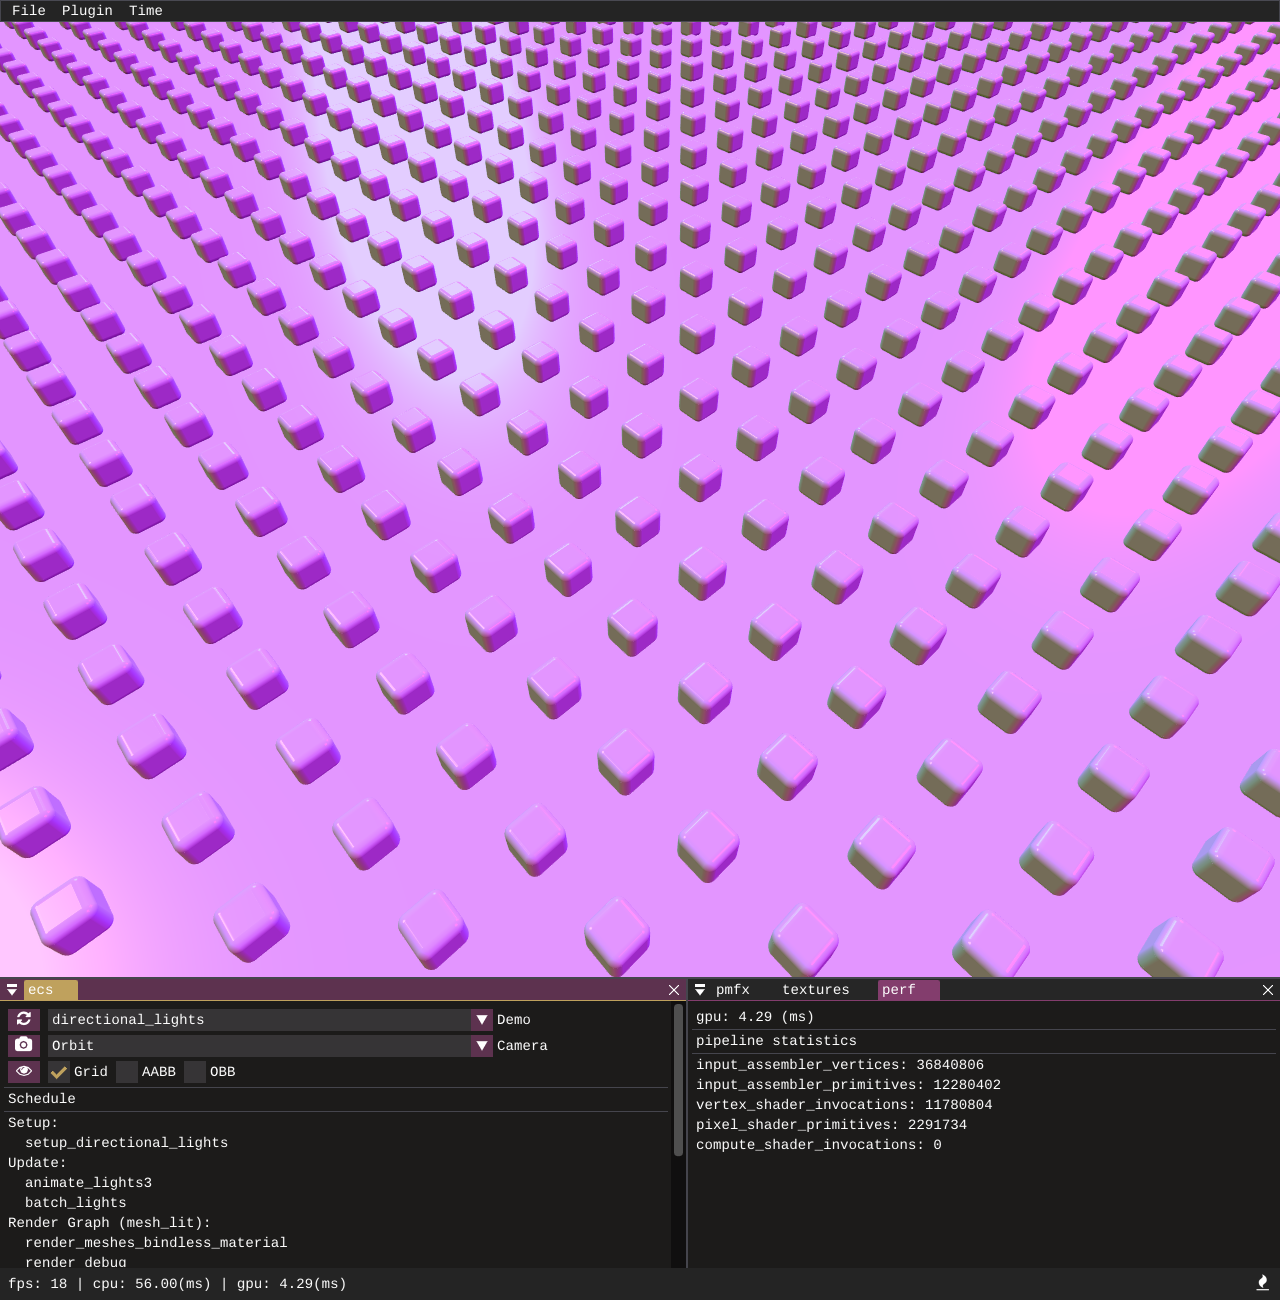 File Plugin Time
ecs
directional_lights Demo
Orbit Camera
Grid AABB OBB
Schedule
Setup:
setup_directional_lights
Update:
animate_lights3
batch_lights
Render Graph (mesh_lit):
render_meshes_bindless_material
render_debug
pmfx textures perf
gpu: 4.29 (ms)
pipeline statistics
input_assembler_vertices: 36840806
input_assembler_primitives: 12280402
vertex_shader_invocations: 11780804
pixel_shader_primitives: 2291734
compute_shader_invocations: 0
fps: 18 | cpu: 56.00(ms) | gpu: 4.29(ms)